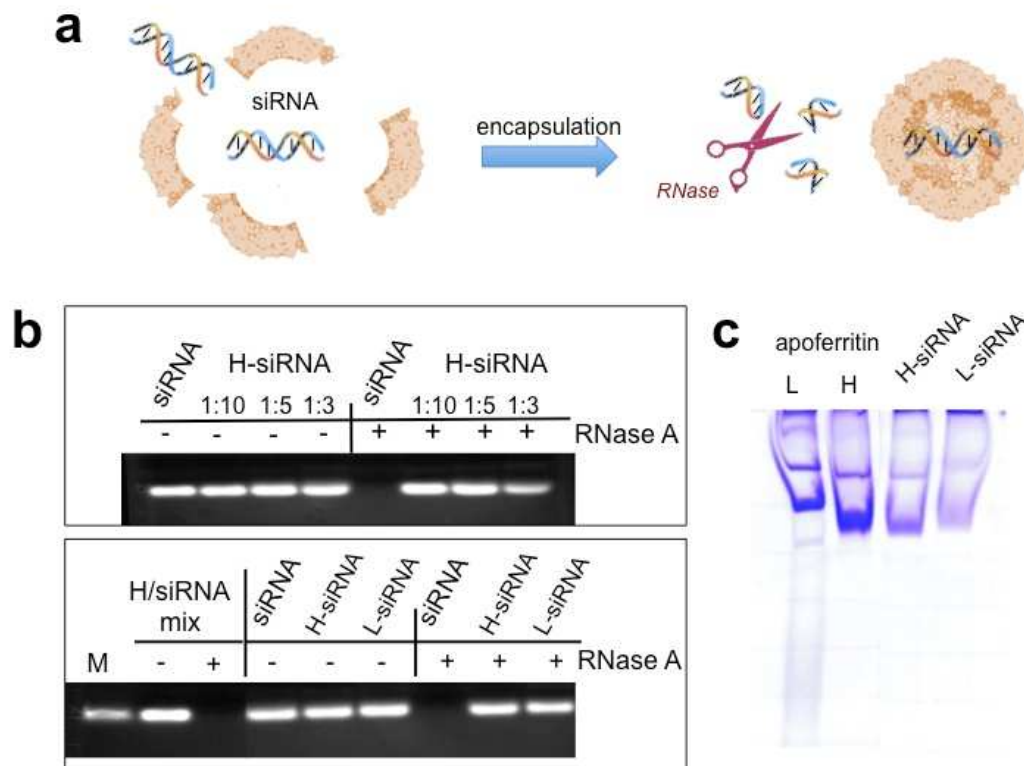 a
siRNA
encapsulation
RNase
b
siRNA H-siRNA siRNA H-siRNA
1:10 1:5 1:3 1:10 1:5 1:3
- - - - + + + + RNase A
H/siRNA mix siRNA H-siRNA L-siRNA siRNA H-siRNA L-siRNA
M - + - - - + + + RNase A
c
apoferritin H-siRNA L-siRNA
L H